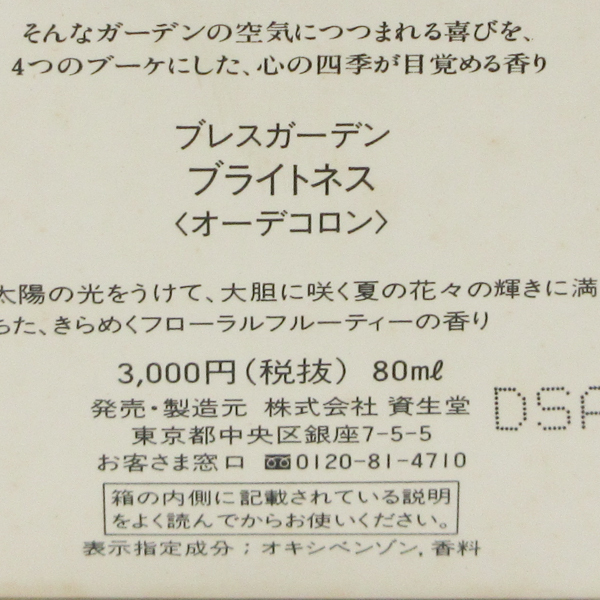 そんなガーデンの空気につつまれる喜びを、
4つのブーケにした、心の四季が目覚める香り
ブレスガーデン
ブライトネス
〈オーデコロン〉
太陽の光をうけて、大胆に咲く夏の花々の輝きに満
ちた、きらめくフローラルフルーティーの香り
3,000円(税抜) 80ml
発売・製造元 株式会社 資生堂
東京都中央区銀座7-5-5
お客さま窓口 0120-81-4710
DSA
箱の内側に記載されている説明
をよく読んでからお使いください。
表示指定成分；オキシベンゾン,香料